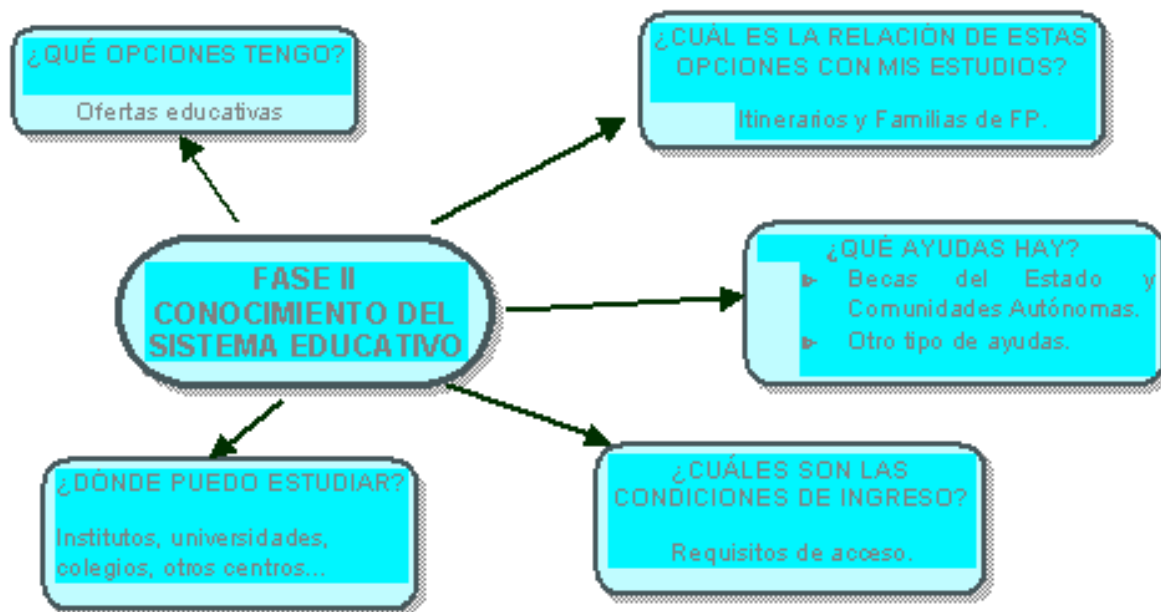 ¿QUÉ OPCIONES TENGO?
Ofertas educativas
¿CUÁL ES LA RELACIÓN DE ESTAS
OPCIONES CON MIS ESTUDIOS?
Itinerarios y Familias de FP.
FASE II
CONOCIMIENTO DEL
SISTEMA EDUCATIVO
¿QUÉ AYUDAS HAY?
Becas del Estado y
Comunidades Autónomas.
Otro tipo de ayudas.
¿DÓNDE PUEDO ESTUDIAR?
Institutos, universidades,
colegios, otros centros...
¿CUÁLES SON LAS
CONDICIONES DE INGRESO?
Requisitos de acceso.